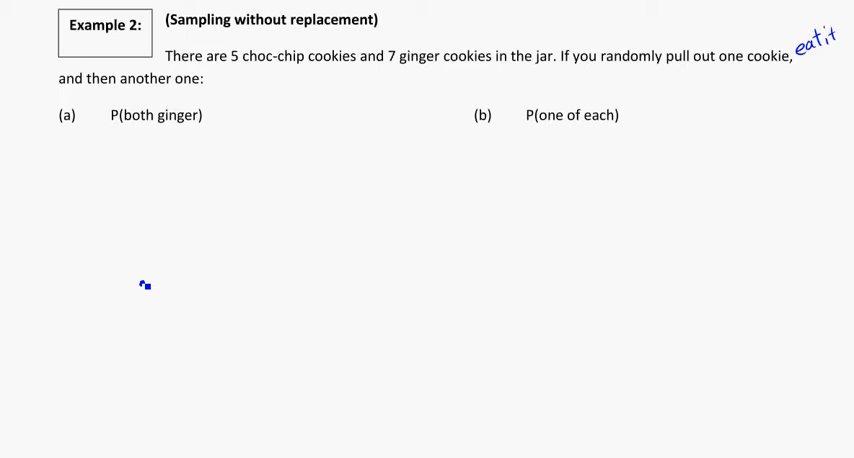 Example 2: (Sampling without replacement)
There are 5 choc-chip cookies and 7 ginger cookies in the jar. If you randomly pull out one cookie, eat it
and then another one:
(a) P(both ginger) (b) P(one of each)